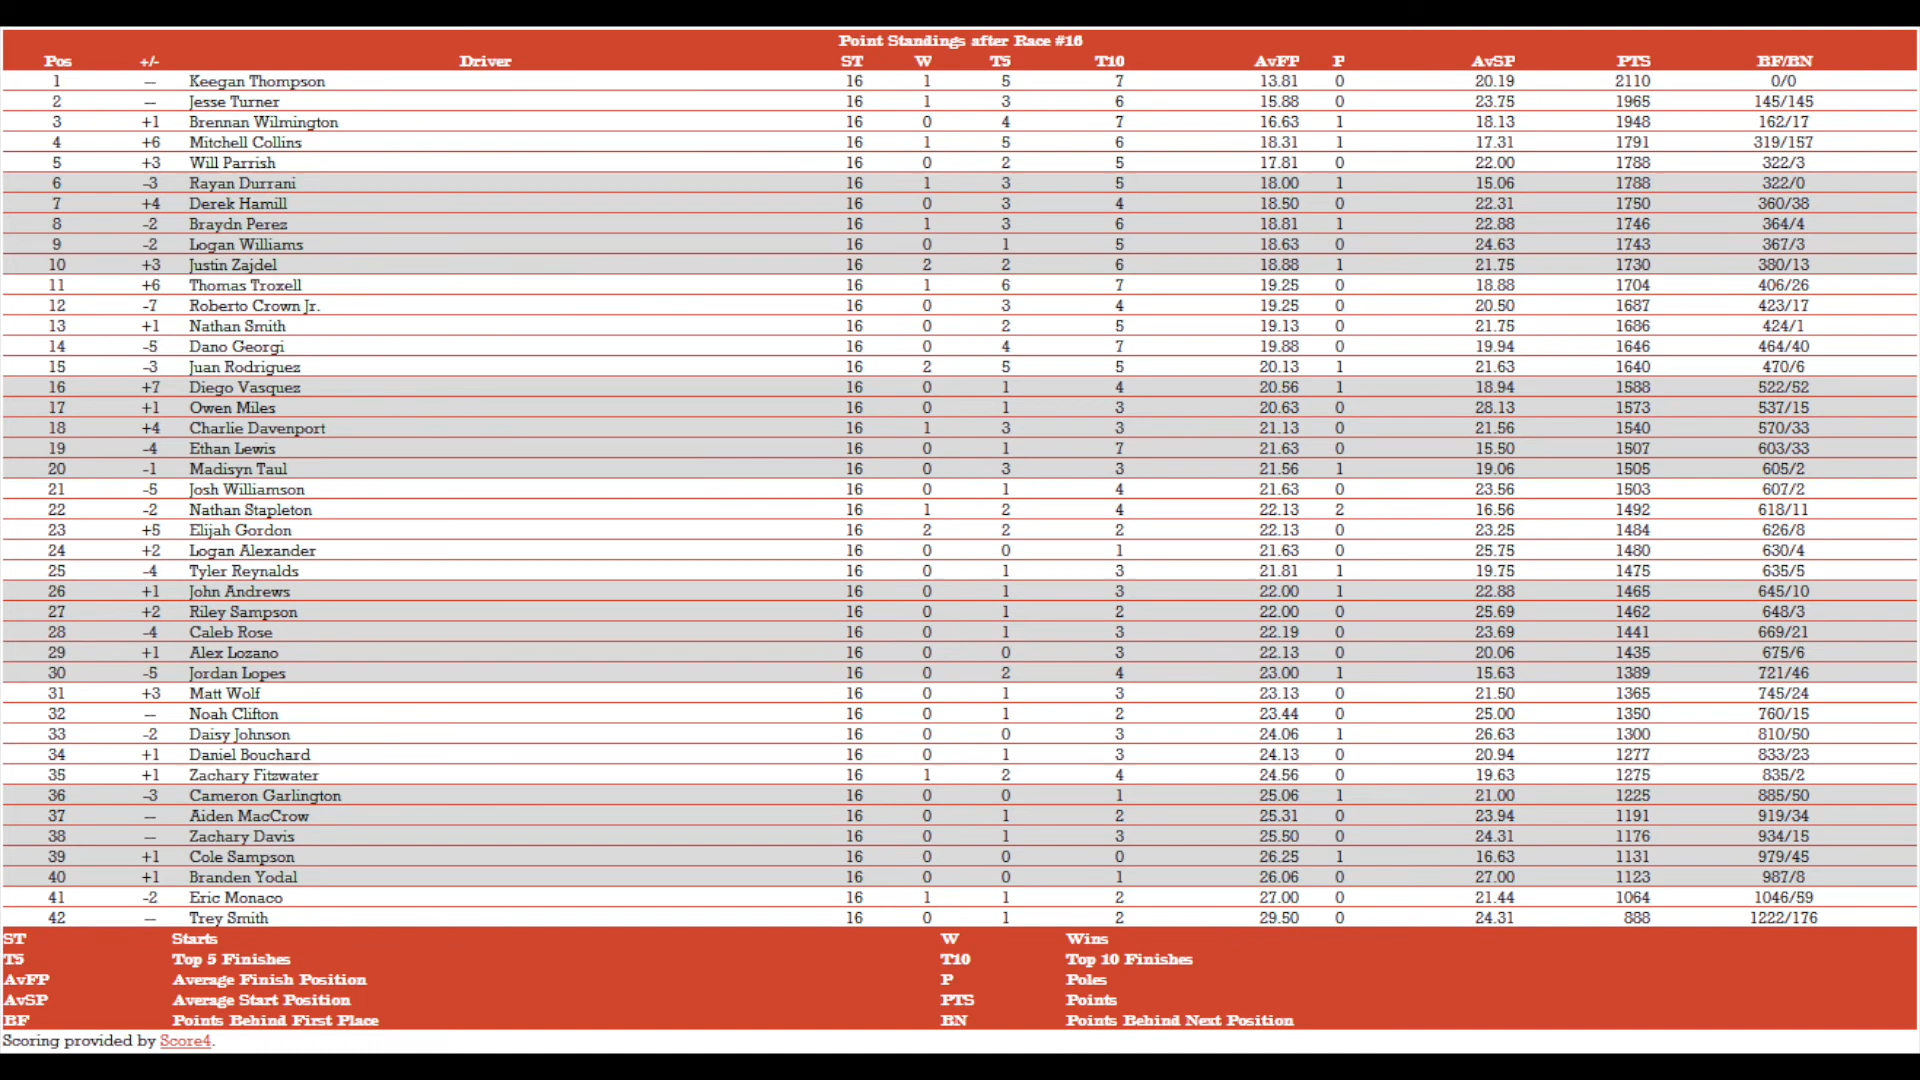 Point Standings after Race #16
Pos +/- Driver ST W T5 T10 AvFP P AvSP PTS BF/BN
1 -- Keegan Thompson 16 1 5 7 13.81 0 20.19 2110 0/0
2 -- Jesse Turner 16 1 3 6 15.88 0 23.75 1965 145/145
3 +1 Brennan Wilmington 16 0 4 7 16.63 1 18.13 1948 162/17
4 +6 Mitchell Collins 16 1 5 6 18.31 1 17.31 1791 319/157
5 +3 Will Parrish 16 0 2 5 17.81 0 22.00 1788 322/3
6 -3 Rayan Durrani 16 1 3 5 18.00 1 15.06 1788 322/0
7 +4 Derek Hamill 16 0 3 4 18.50 0 22.31 1750 360/38
8 -2 Braydn Perez 16 1 3 6 18.81 1 22.88 1746 364/4
9 -2 Logan Williams 16 0 1 5 18.63 0 24.63 1743 367/3
10 +3 Justin Zajdel 16 2 2 6 18.88 1 21.75 1730 380/13
11 +6 Thomas Troxell 16 1 6 7 19.25 0 18.88 1704 406/26
12 -7 Roberto Crown Jr. 16 0 3 4 19.25 0 20.50 1687 423/17
13 +1 Nathan Smith 16 0 2 5 19.13 0 21.75 1686 424/1
14 -5 Dano Georgi 16 0 4 7 19.88 0 19.94 1646 464/40
15 -3 Juan Rodriguez 16 2 5 5 20.13 1 21.63 1640 470/6
16 +7 Diego Vasquez 16 0 1 4 20.56 1 18.94 1588 522/52
17 +1 Owen Miles 16 0 1 3 20.63 0 28.13 1573 537/15
18 +4 Charlie Davenport 16 1 3 3 21.13 0 21.56 1540 570/33
19 -4 Ethan Lewis 16 0 1 7 21.63 0 15.50 1507 603/33
20 -1 Madisyn Taul 16 0 3 3 21.56 1 19.06 1505 605/2
21 -5 Josh Williamson 16 0 1 4 21.63 0 23.56 1503 607/2
22 -2 Nathan Stapleton 16 1 2 4 22.13 2 16.56 1492 618/11
23 +5 Elijah Gordon 16 2 2 2 22.13 0 23.25 1484 626/8
24 +2 Logan Alexander 16 0 0 1 21.63 0 25.75 1480 630/4
25 -4 Tyler Reynalds 16 0 1 3 21.81 1 19.75 1475 635/5
26 +1 John Andrews 16 0 1 3 22.00 1 22.88 1465 645/10
27 +2 Riley Sampson 16 0 1 2 22.00 0 25.69 1462 648/3
28 -4 Caleb Rose 16 0 1 3 22.19 0 23.69 1441 669/21
29 +1 Alex Lozano 16 0 0 3 22.13 0 20.06 1435 675/6
30 -5 Jordan Lopes 16 0 2 4 23.00 1 15.63 1389 721/46
31 +3 Matt Wolf 16 0 1 3 23.13 0 21.50 1365 745/24
32 -- Noah Clifton 16 0 1 2 23.44 0 25.00 1350 760/15
33 -2 Daisy Johnson 16 0 0 3 24.06 1 26.63 1300 810/50
34 +1 Daniel Bouchard 16 0 1 3 24.13 0 20.94 1277 833/23
35 +1 Zachary Fitzwater 16 1 2 4 24.56 0 19.63 1275 835/2
36 -3 Cameron Garlington 16 0 0 1 25.06 1 21.00 1225 885/50
37 -- Aiden MacCrow 16 0 1 2 25.31 0 23.94 1191 919/34
38 -- Zachary Davis 16 0 1 3 25.50 0 24.31 1176 934/15
39 +1 Cole Sampson 16 0 0 0 26.25 1 16.63 1131 979/45
40 +1 Branden Yodal 16 0 0 1 26.06 0 27.00 1123 987/8
41 -2 Eric Monaco 16 1 1 2 27.00 0 21.44 1064 1046/59
42 -- Trey Smith 16 0 1 2 29.50 0 24.31 888 1222/176
ST Starts W Wins
T5 Top 5 Finishes T10 Top 10 Finishes
AvFP Average Finish Position P Poles
AvSP Average Start Position PTS Points
BF Points Behind First Place BN Points Behind Next Position
Scoring provided by Score4.